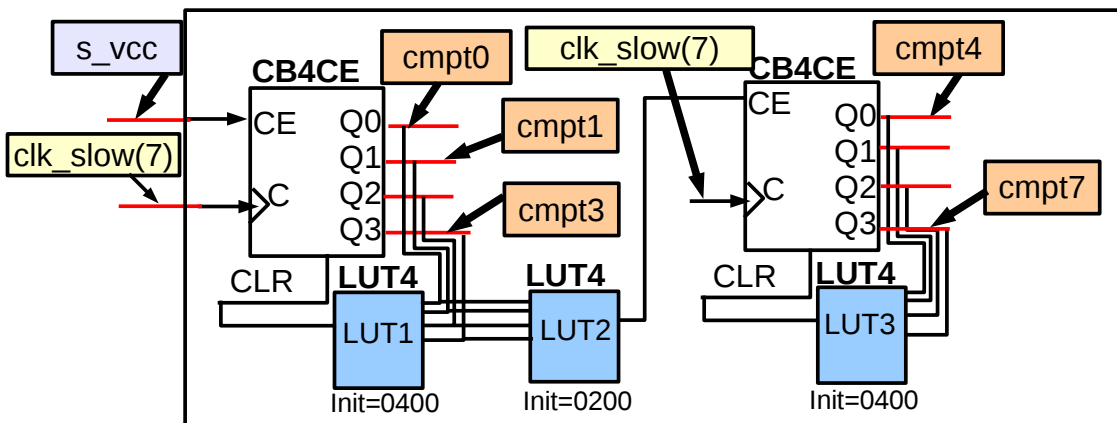 s_vcc
clk_slow(7)
CB4CE
CE
C
Q0
Q1
Q2
Q3
cmpt0
cmpt1
cmpt3
CLR
LUT4
LUT1
Init=0400
LUT4
LUT2
Init=0200
clk_slow(7)
CB4CE
CE
C
Q0
Q1
Q2
Q3
cmpt4
cmpt7
CLR
LUT4
LUT3
Init=0400